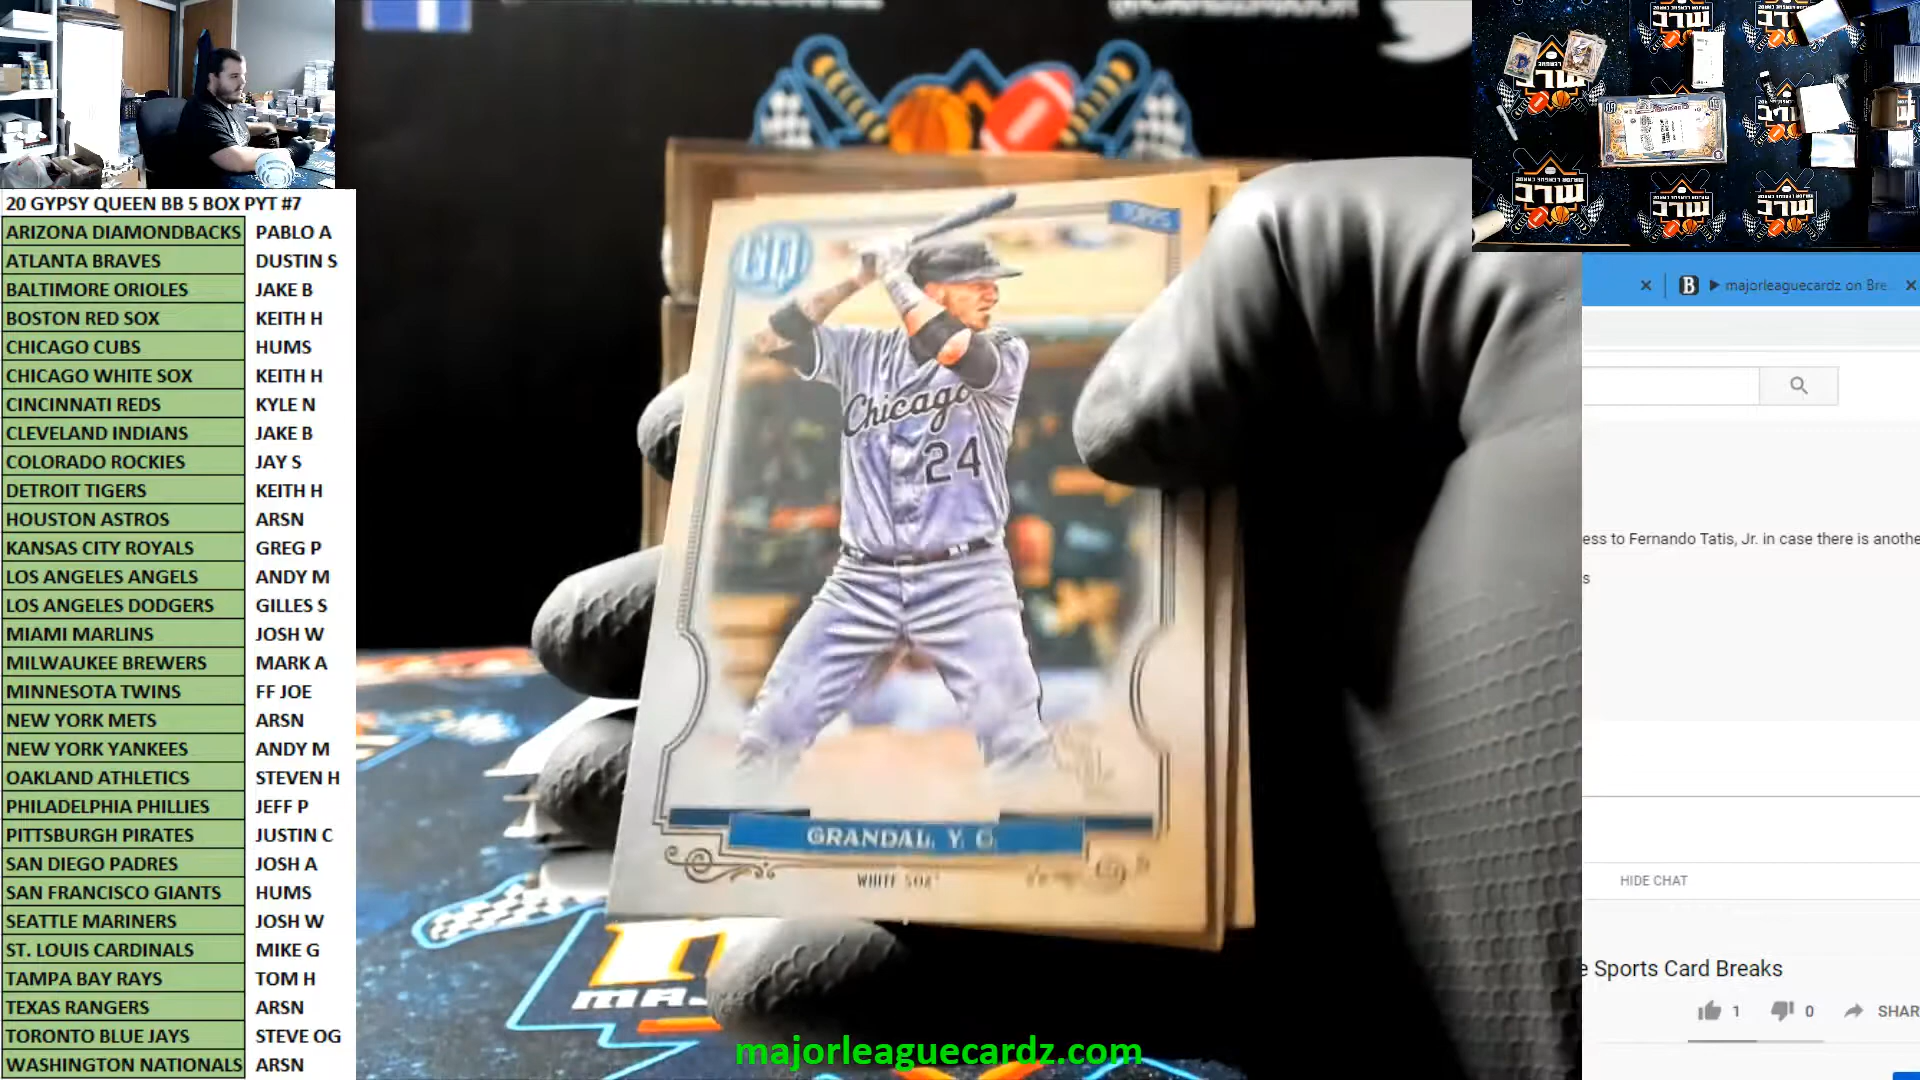 20 GYPSY QUEEN BB 5 BOX PYT #7
ARIZONA DIAMONDBACKS PABLO A
ATLANTA BRAVES DUSTIN S
BALTIMORE ORIOLES JAKE B
BOSTON RED SOX KEITH H
CHICAGO CUBS HUMS
CHICAGO WHITE SOX KEITH H
CINCINNATI REDS KYLE N
CLEVELAND INDIANS JAKE B
COLORADO ROCKIES JAY S
DETROIT TIGERS KEITH H
HOUSTON ASTROS ARSN
KANSAS CITY ROYALS GREG P
LOS ANGELES ANGELS ANDY M
LOS ANGELES DODGERS GILLES S
MIAMI MARLINS JOSH W
MILWAUKEE BREWERS MARK A
MINNESOTA TWINS FF JOE
NEW YORK METS ARSN
NEW YORK YANKEES ANDY M
OAKLAND ATHLETICS STEVEN H
PHILADELPHIA PHILLIES JEFF P
PITTSBURGH PIRATES JUSTIN C
SAN DIEGO PADRES JOSH A
SAN FRANCISCO GIANTS HUMS
SEATTLE MARINERS JOSH W
ST. LOUIS CARDINALS MIKE G
TAMPA BAY RAYS TOM H
TEXAS RANGERS ARSN
TORONTO BLUE JAYS STEVE OG
WASHINGTON NATIONALS ARSN
TOPPS
GQ
Chicago
24
GRANDAL, Y. C.
WHITE SOX
majorleaguecardz.com
B majorleaguecardz on Bre
ess to Fernando Tatis, Jr. in case there is anothe
s
HIDE CHAT
e Sports Card Breaks
1 0 SHAR